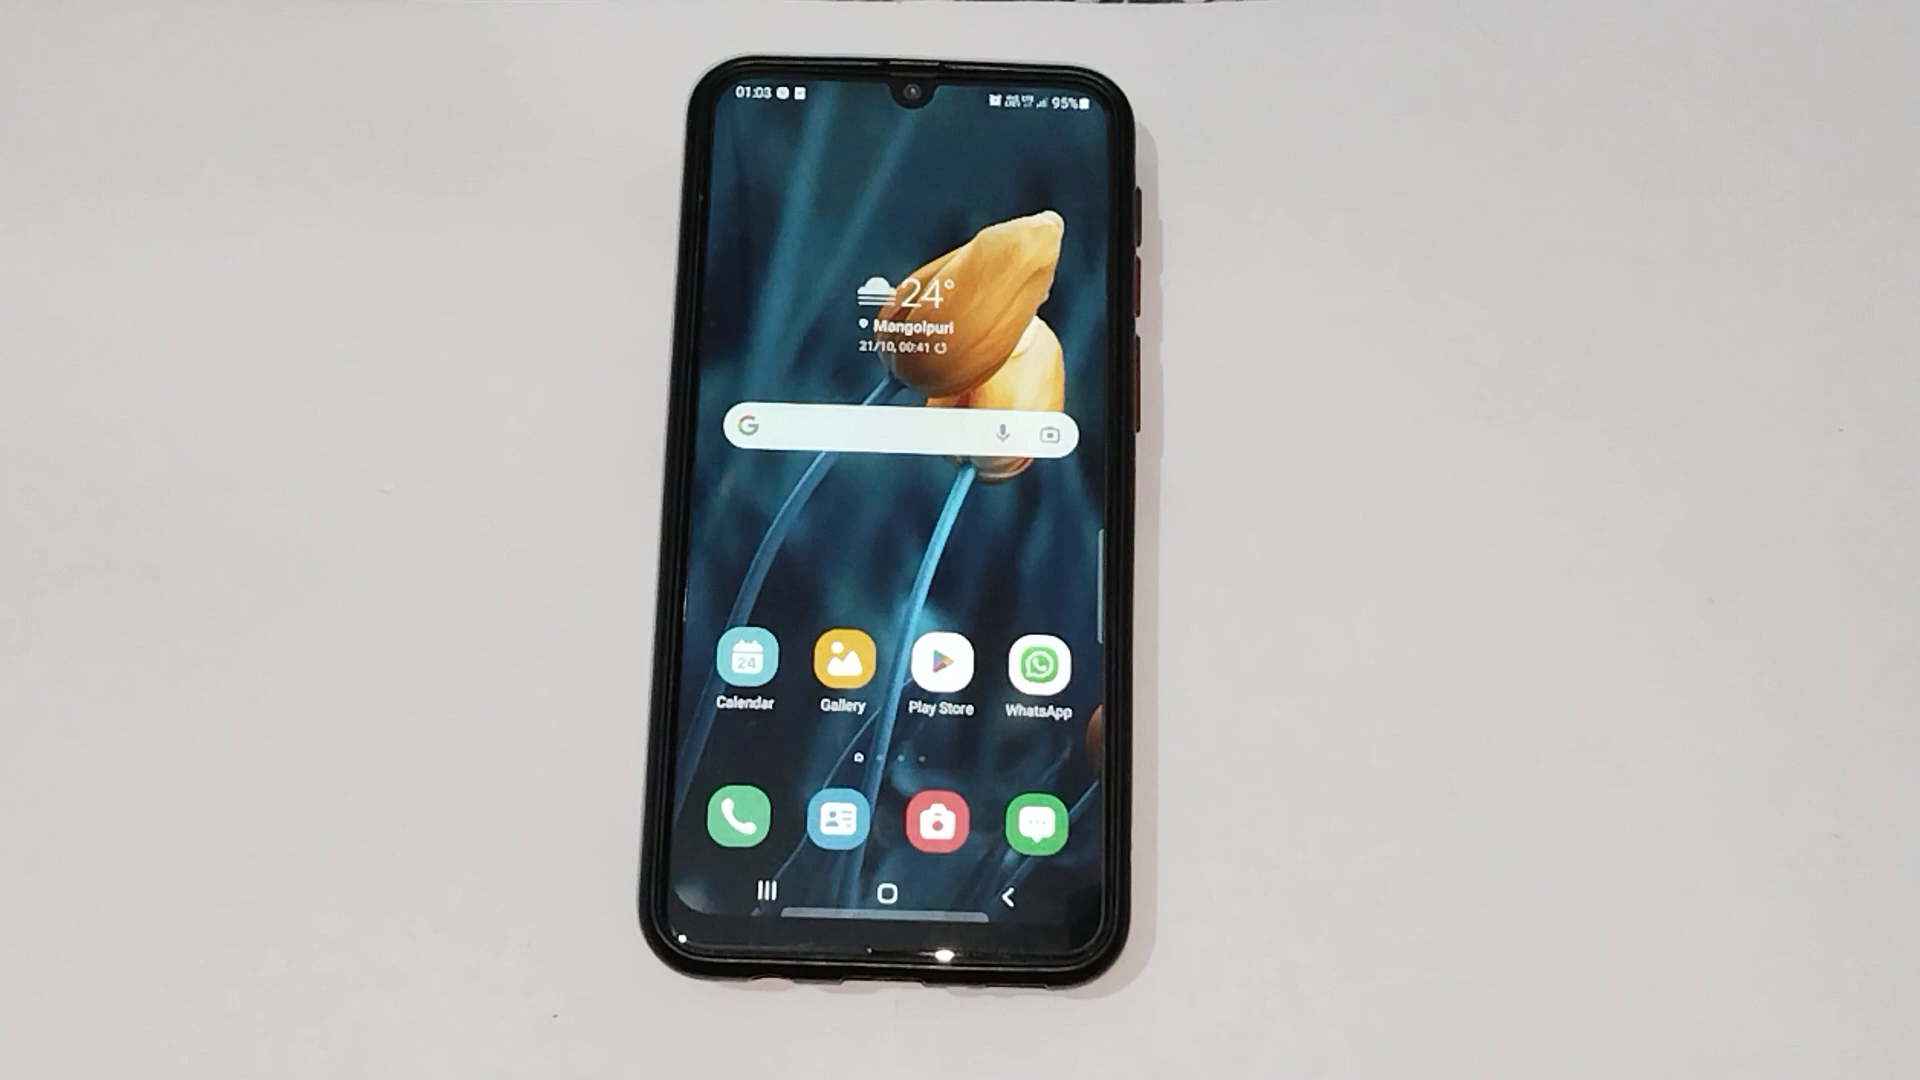 01:03
95%
24°
Mangolpuri
21/10, 00:41
G
24
Calendar
Gallery
Play Store
WhatsApp